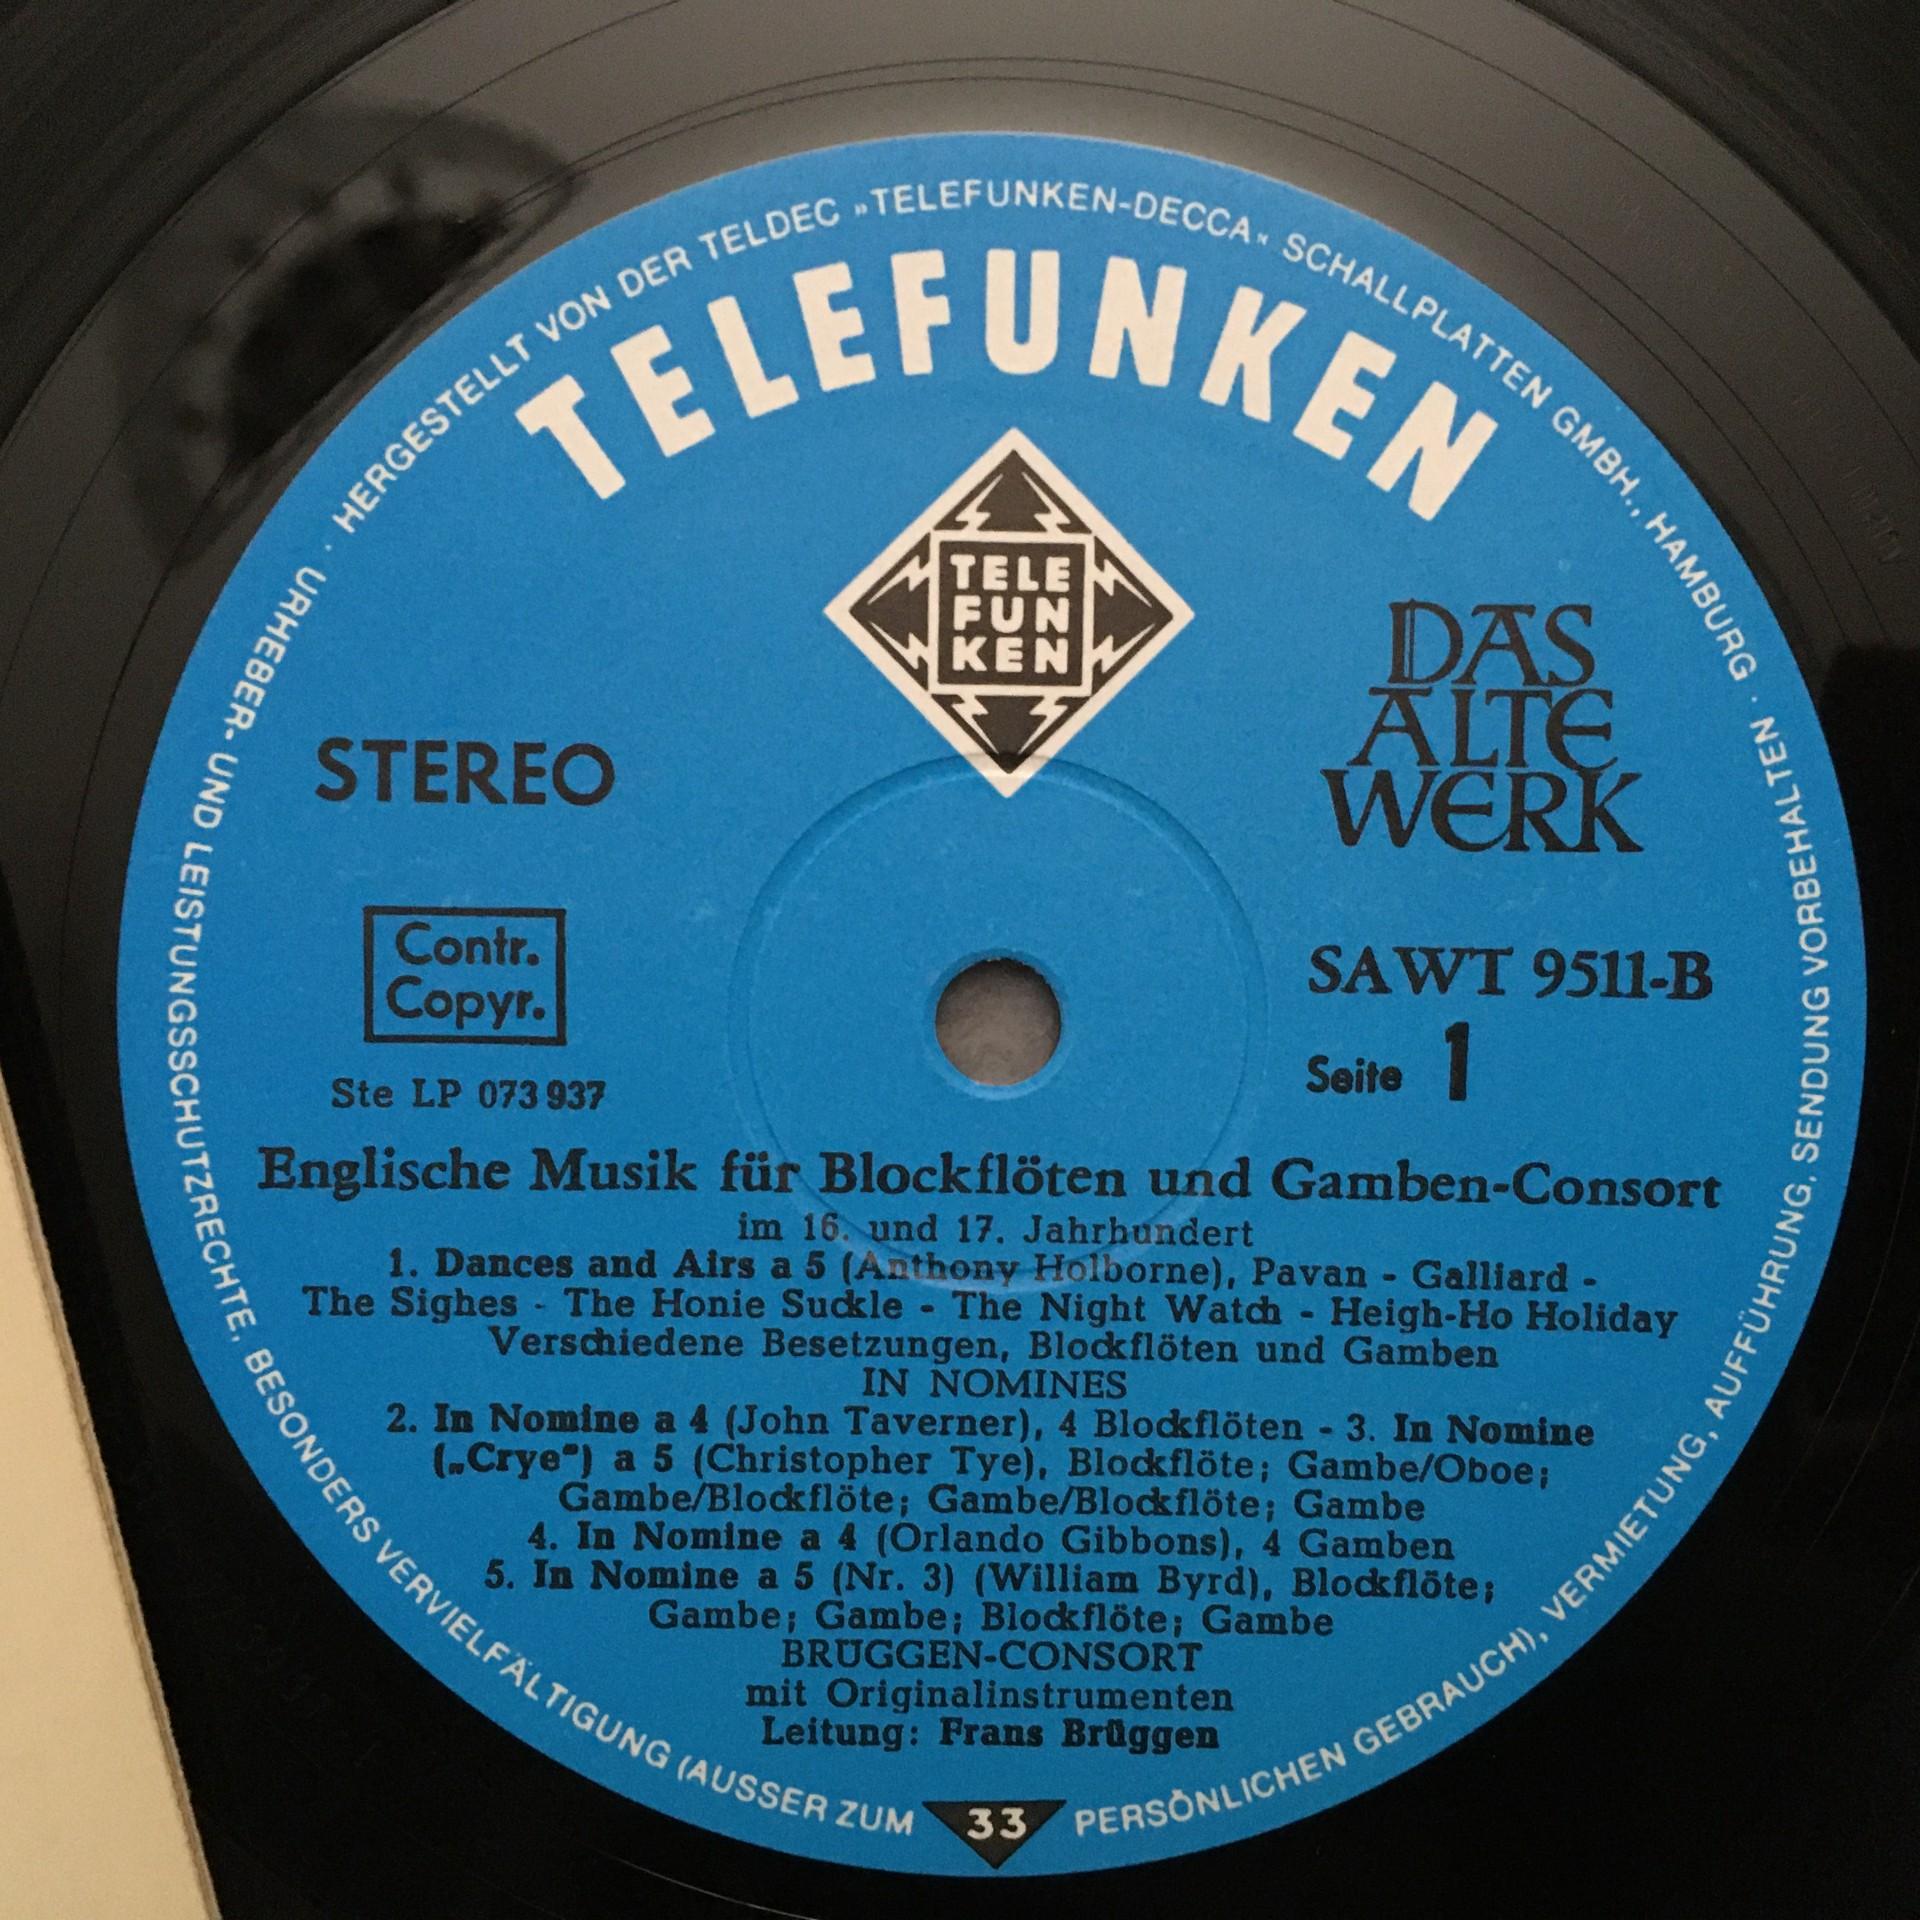 HERGESTELLT VON DER TELDEC »TELEFUNKEN-DECCA« SCHALLPLATTEN GMBH., HAMBURG · URHEBER- UND LEISTUNGSSCHUTZRECHTE, BESONDERS VERVIELFÄLTIGUNG (AUSSER ZUM PERSÖNLICHEN GEBRAUCH), VERMIETUNG, AUFFÜHRUNG, SENDUNG VORBEHALTEN ·
TELEFUNKEN
TELE
FUN
KEN
DAS
ALTE
WERK
STEREO
Contr.
Copyr.
SAWT 9511-B
Seite 1
Ste LP 073 937
Englische Musik für Blockflöten und Gamben-Consort
im 16. und 17. Jahrhundert
1. Dances and Airs a 5 (Anthony Holborne), Pavan - Galliard -
The Sighes - The Honie Suckle - The Night Watch - Heigh-Ho Holiday
Verschiedene Besetzungen, Blockflöten und Gamben
IN NOMINES
2. In Nomine a 4 (John Taverner), 4 Blockflöten - 3. In Nomine
(„Crye“) a 5 (Christopher Tye), Blockflöte; Gambe/Oboe;
Gambe/Blockflöte; Gambe/Blockflöte; Gambe
4. In Nomine a 4 (Orlando Gibbons), 4 Gamben
5. In Nomine a 5 (Nr. 3) (William Byrd), Blockflöte;
Gambe; Gambe; Blockflöte; Gambe
BRÜGGEN-CONSORT
mit Originalinstrumenten
Leitung: Frans Brüggen
33